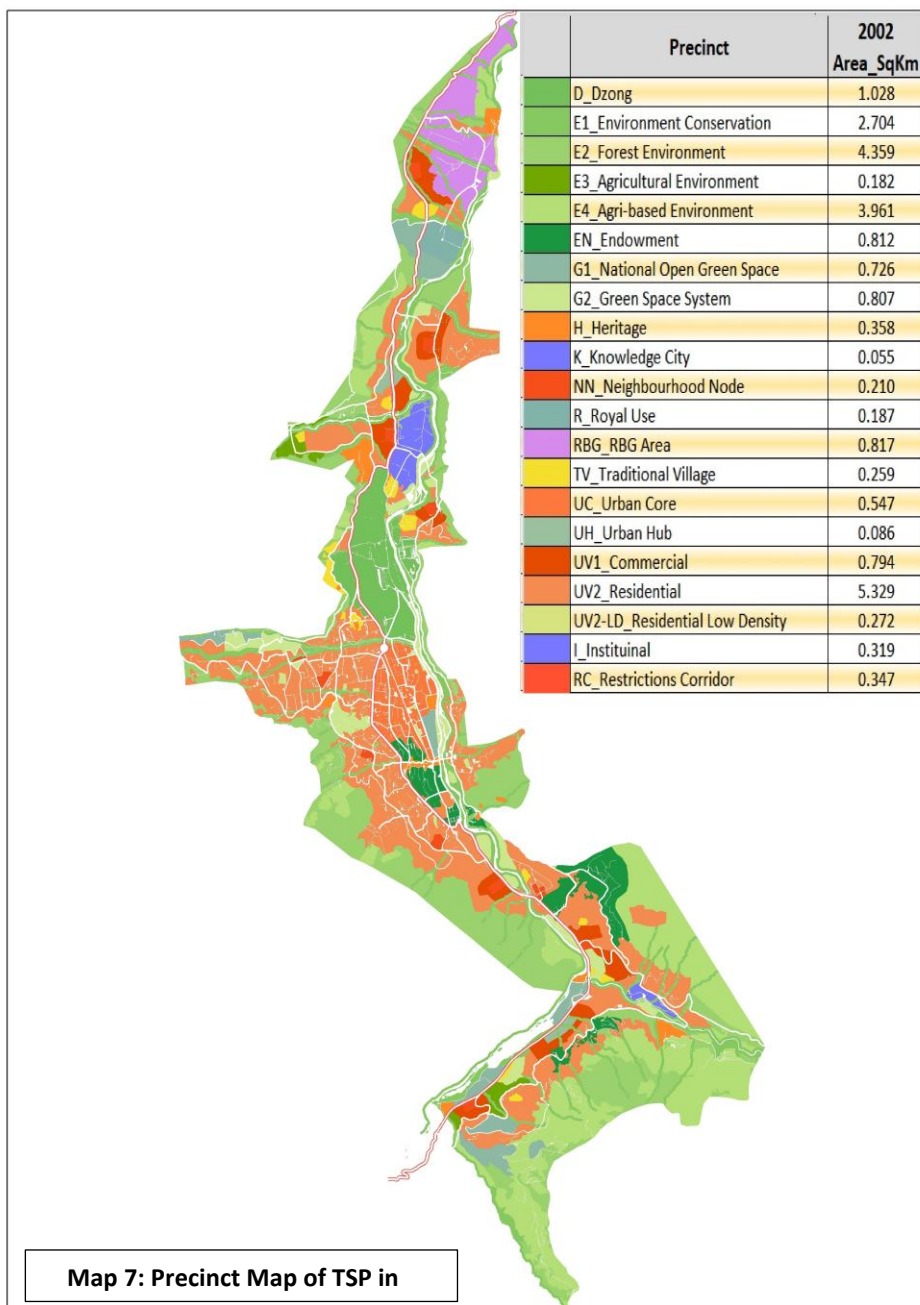 Precinct 2002 Area_SqKm
D_Dzong 1.028
E1_Environment Conservation 2.704
E2_Forest Environment 4.359
E3_Agricultural Environment 0.182
E4_Agri-based Environment 3.961
EN_Endowment 0.812
G1_National Open Green Space 0.726
G2_Green Space System 0.807
H_Heritage 0.358
K_Knowledge City 0.055
NN_Neighbourhood Node 0.210
R_Royal Use 0.187
RBG_RBG Area 0.817
TV_Traditional Village 0.259
UC_Urban Core 0.547
UH_Urban Hub 0.086
UV1_Commercial 0.794
UV2_Residential 5.329
UV2-LD_Residential Low Density 0.272
I_Instituinal 0.319
RC_Restrictions Corridor 0.347
Map 7: Precinct Map of TSP in